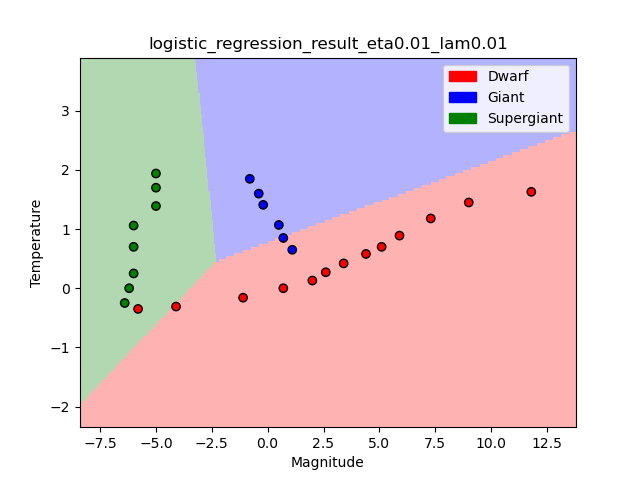 logistic_regression_result_eta0.01_lam0.01
Dwarf
Giant
Supergiant
Temperature
3
2
1
0
−1
−2
−7.5 −5.0 −2.5 0.0 2.5 5.0 7.5 10.0 12.5
Magnitude